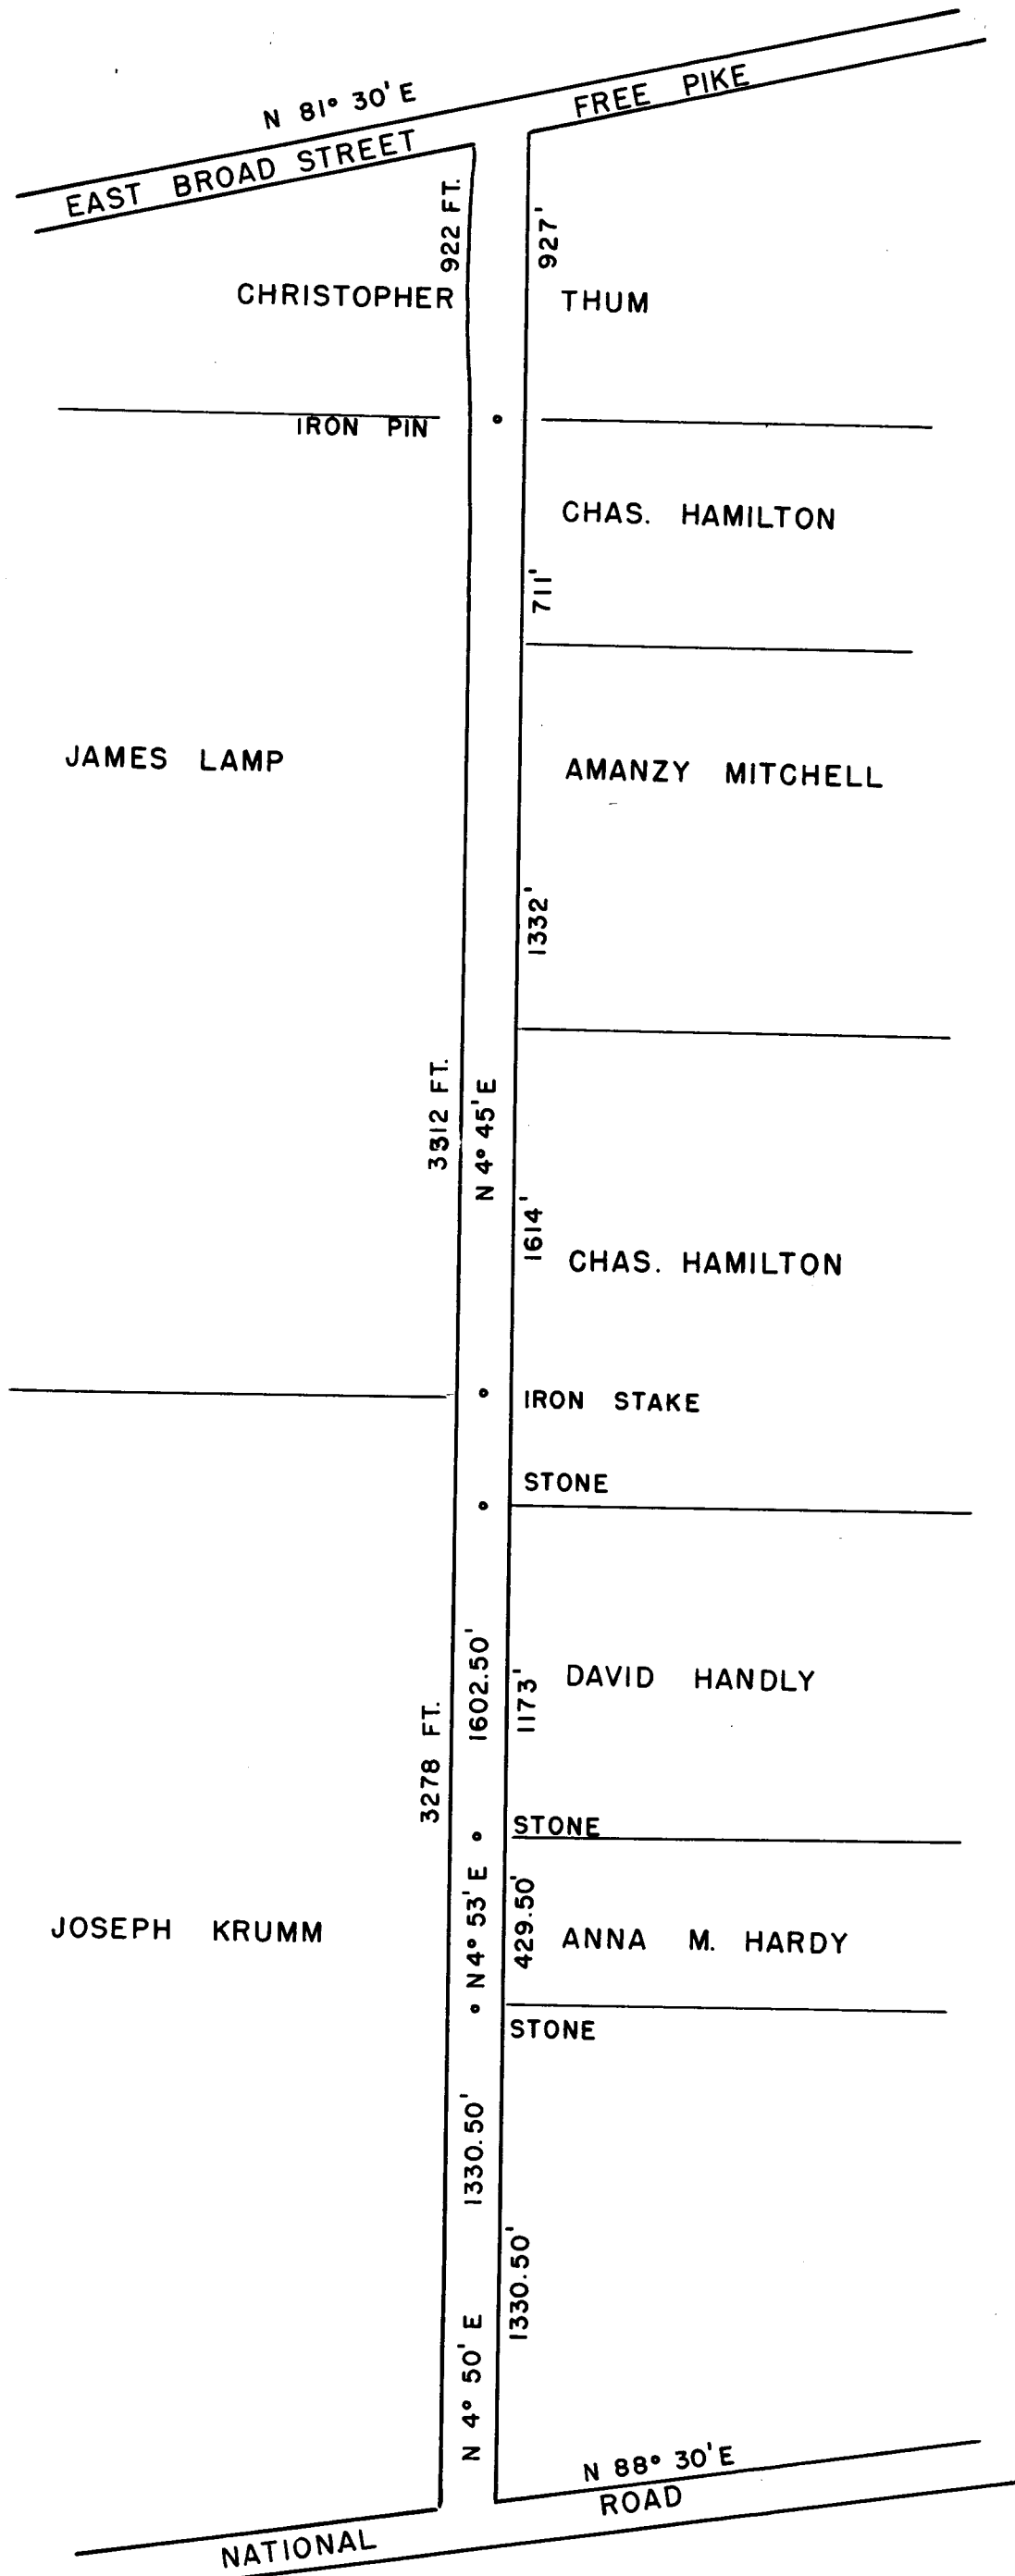 N 81° 30' E
EAST BROAD STREET
FREE PIKE
922 FT.
927'
CHRISTOPHER
THUM
IRON PIN
CHAS. HAMILTON
711'
JAMES LAMP
AMANZY MITCHELL
1332'
3312 FT.
N 4° 45' E
1614'
CHAS. HAMILTON
IRON STAKE
STONE
1602.50'
1173'
DAVID HANDLY
3278 FT.
STONE
N 4° 53' E
429.50'
JOSEPH KRUMM
ANNA M. HARDY
STONE
1330.50'
1330.50'
N 4° 50' E
N 88° 30' E
NATIONAL ROAD